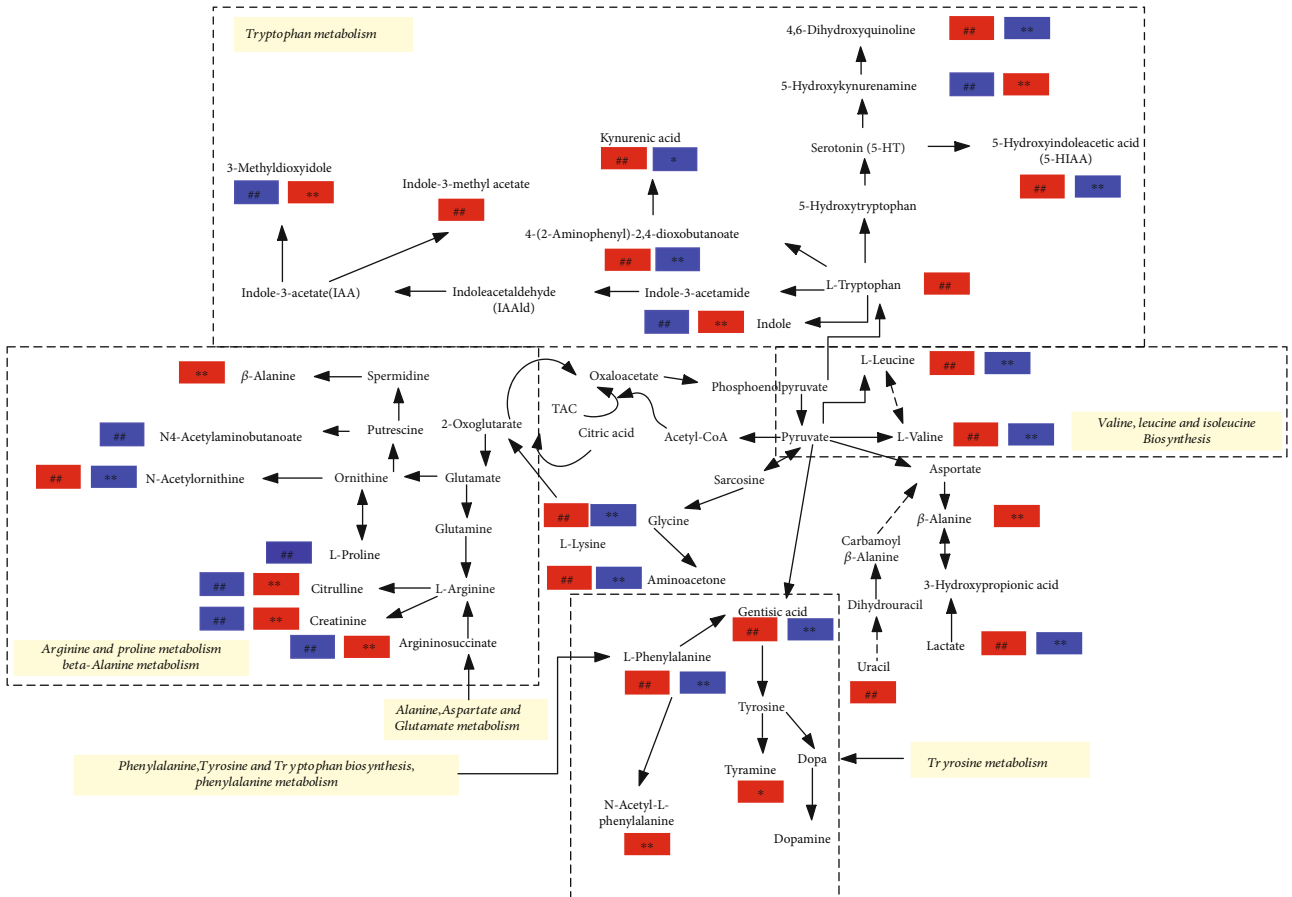 Tryptophan metabolism
4,6-Dihydroxyquinoline
## **
5-Hydroxykynurenamine
## **
Kynurenic acid
## *
Serotonin (5-HT)
5-Hydroxyindoleacetic acid
(5-HIAA)
## **
3-Methyldioxyidole
## **
Indole-3-methyl acetate
##
5-Hydroxytryptophan
4-(2-Aminophenyl)-2,4-dioxobutanoate
## **
L-Tryptophan
##
Indole-3-acetate(IAA)
Indoleacetaldehyde
(IAAld)
Indole-3-acetamide
## ** Indole
** β-Alanine
Spermidine
Oxaloacetate
Phosphoenolpyruvate
L-Leucine
## **
TAC
Citric acid
## N4-Acetylaminobutanoate
Putrescine
2-Oxoglutarate
Acetyl-CoA
Pyruvate
L-Valine
## **
Valine, leucine and isoleucine
Biosynthesis
## ** N-Acetylornithine
Ornithine
Glutamate
Sarcosine
Asportate
## **
L-Lysine
Glycine
β-Alanine
**
Glutamine
Carbamoyl
β-Alanine
## L-Proline
## ** Citrulline
L-Arginine
## ** Aminoacetone
3-Hydroxypropionic acid
## ** Creatinine
Dihydrouracil
Gentisic acid
## **
## ** Argininosuccinate
Lactate
## **
Arginine and proline metabolism
beta-Alanine metabolism
L-Phenylalanine
## **
Uracil
##
Alanine,Aspartate and
Glutamate metabolism
Tyrosine
Phenylalanine,Tyrosine and Tryptophan biosynthesis,
phenylalanine metabolism
Tyramine
*
Dopa
Tryrosine metabolism
N-Acetyl-L-
phenylalanine
**
Dopamine